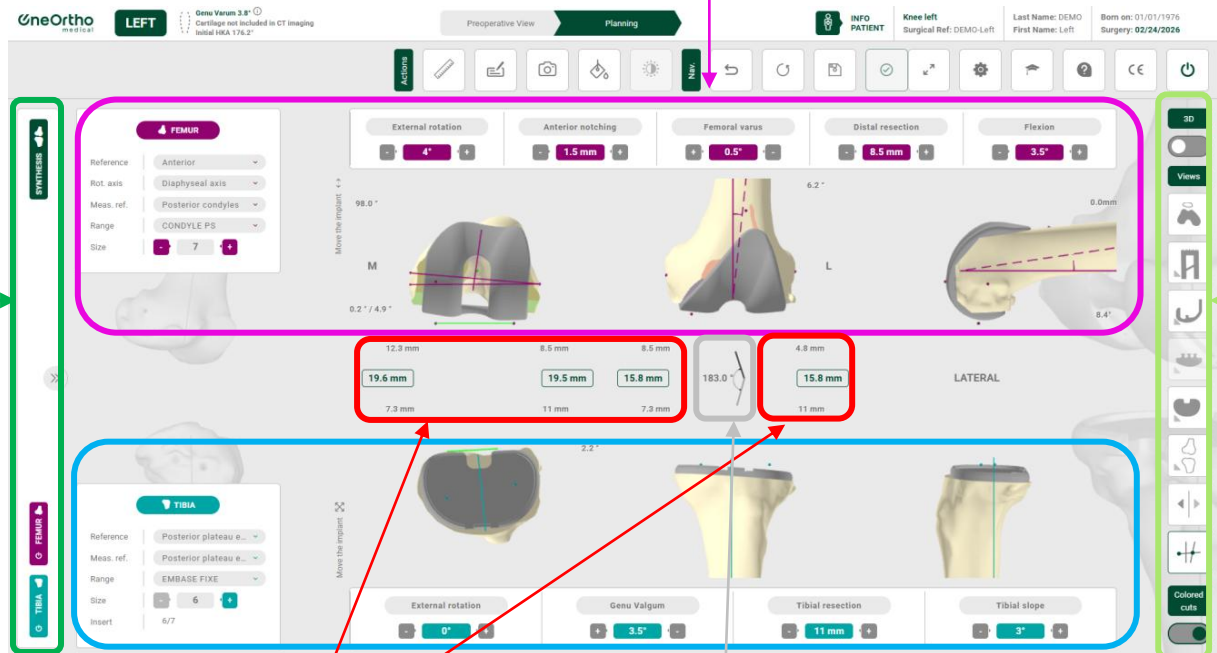 OneOrtho
medical
LEFT
Genu Varum 3.8°
Cartilage not included in CT imaging
Initial HKA 176.2°
Preoperative View
Planning
INFO
PATIENT
Knee left
Surgical Ref: DEMO-Left
Last Name: DEMO
First Name: Left
Born on: 01/01/1976
Surgery: 02/24/2026
Actions
Nav.
?
CE
SYNTHESIS
FEMUR
Reference Anterior
Rot. axis Diaphyseal axis
Meas. ref. Posterior condyles
Range CONDYLE PS
Size - 7 +
External rotation
- 4° +
Anterior notching
- 1.5 mm +
Femoral varus
+ 0.5° -
Distal resection
- 8.5 mm +
Flexion
- 3.5° +
3D
Views
Move the implant
98.0 °
6.2 °
0.0mm
M
L
0.2 ° / 4.9 °
8.4°
12.3 mm
8.5 mm
8.5 mm
4.8 mm
19.6 mm
19.5 mm
15.8 mm
183.0 °
15.8 mm
LATERAL
7.3 mm
11 mm
7.3 mm
11 mm
2.2 °
TIBIA
Reference Posterior plateau e...
Meas. ref. Posterior plateau e...
Range EMBASE FIXE
Size - 6 +
Insert 6/7
Move the implant
External rotation
- 0° +
Genu Valgum
+ 3.5° -
Tibial resection
- 11 mm +
Tibial slope
- 3° +
FEMUR
TIBIA
Colored
cuts